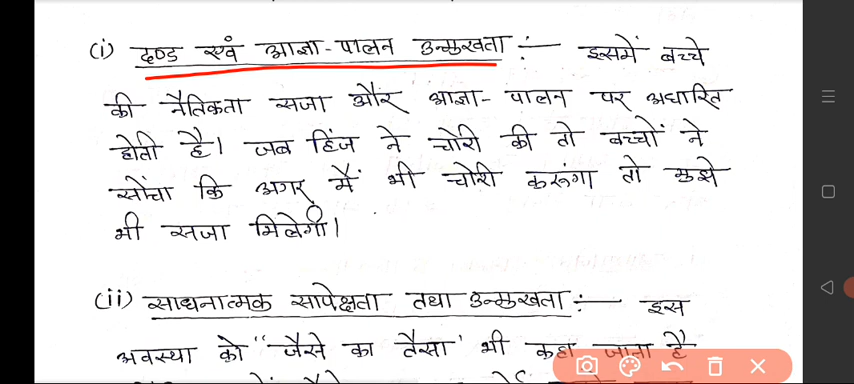 (i) दण्ड एवं आज्ञा-पालन उन्मुखता :— इसमें बच्चे
की नैतिकता सजा और आज्ञा-पालन पर अधारित
होती है। जब हिंज ने चोरी की तो बच्चों ने
सोंचा कि अगर मैं भी चोरी करूगा तो मुझे
भी सजा मिलेगी।
(ii) साधनात्मक सापेक्षता तथा उन्मुखता :— इस
अवस्था को "जैसे का तैसा' भी कहा जाता है